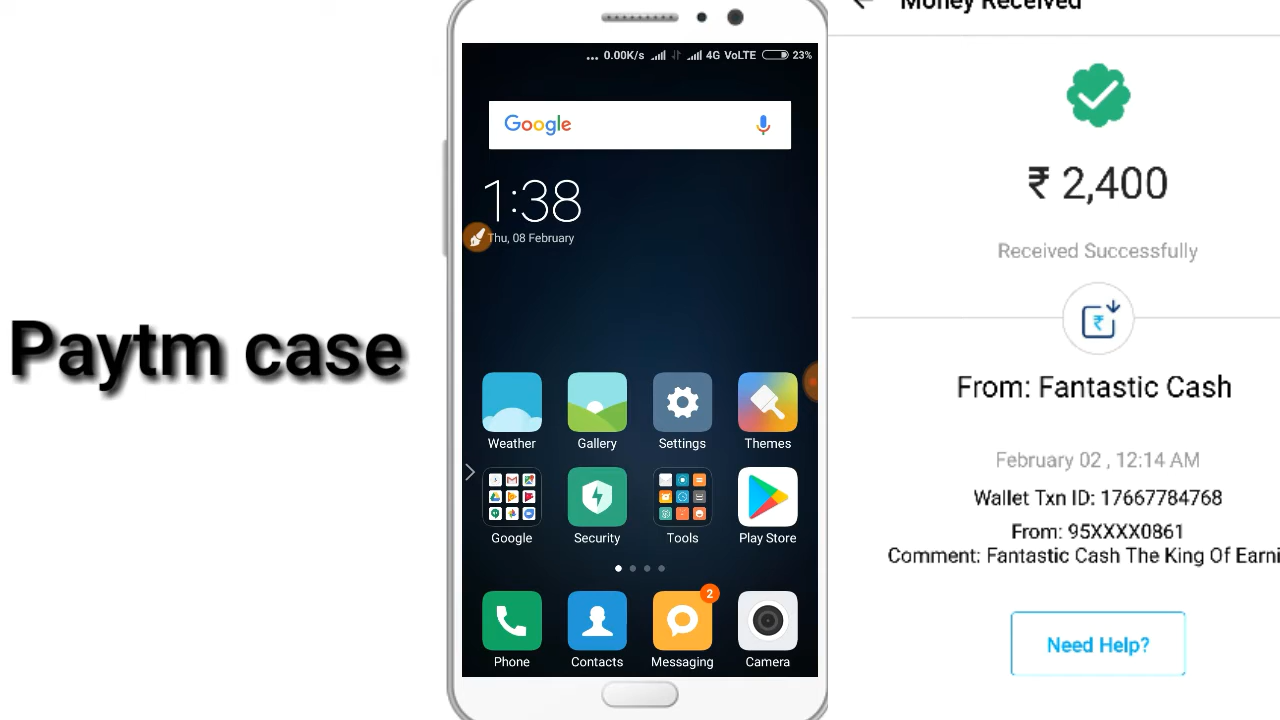 Paytm case
... 0.00K/s 4G VoLTE 23%
Google
1:38
Thu, 08 February
Weather Gallery Settings Themes
Google Security Tools Play Store
2
Phone Contacts Messaging Camera
Money Received
₹ 2,400
Received Successfully
₹
From: Fantastic Cash
February 02 , 12:14 AM
Wallet Txn ID: 17667784768
From: 95XXXX0861
Comment: Fantastic Cash The King Of Earni
Need Help?